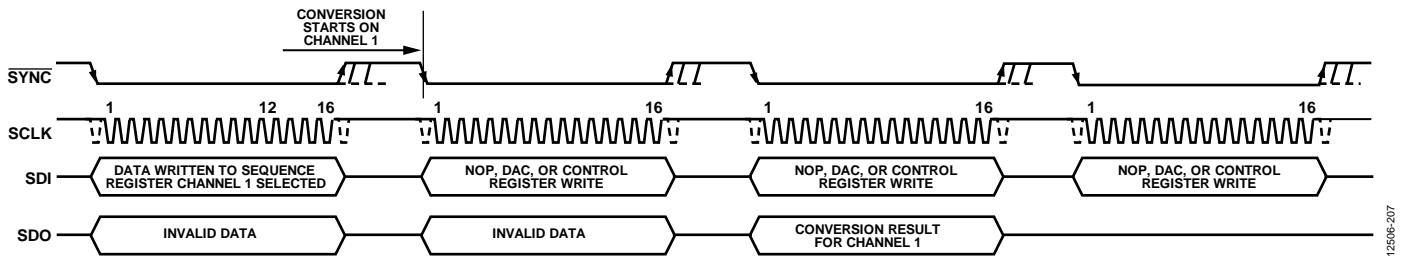 CONVERSION
STARTS ON
CHANNEL 1
SYNC
1 12 16 1 16 1 16 1 16
SCLK
SDI
DATA WRITTEN TO SEQUENCE
REGISTER CHANNEL 1 SELECTED
NOP, DAC, OR CONTROL
REGISTER WRITE
NOP, DAC, OR CONTROL
REGISTER WRITE
NOP, DAC, OR CONTROL
REGISTER WRITE
SDO
INVALID DATA
INVALID DATA
CONVERSION RESULT
FOR CHANNEL 1
12506-207